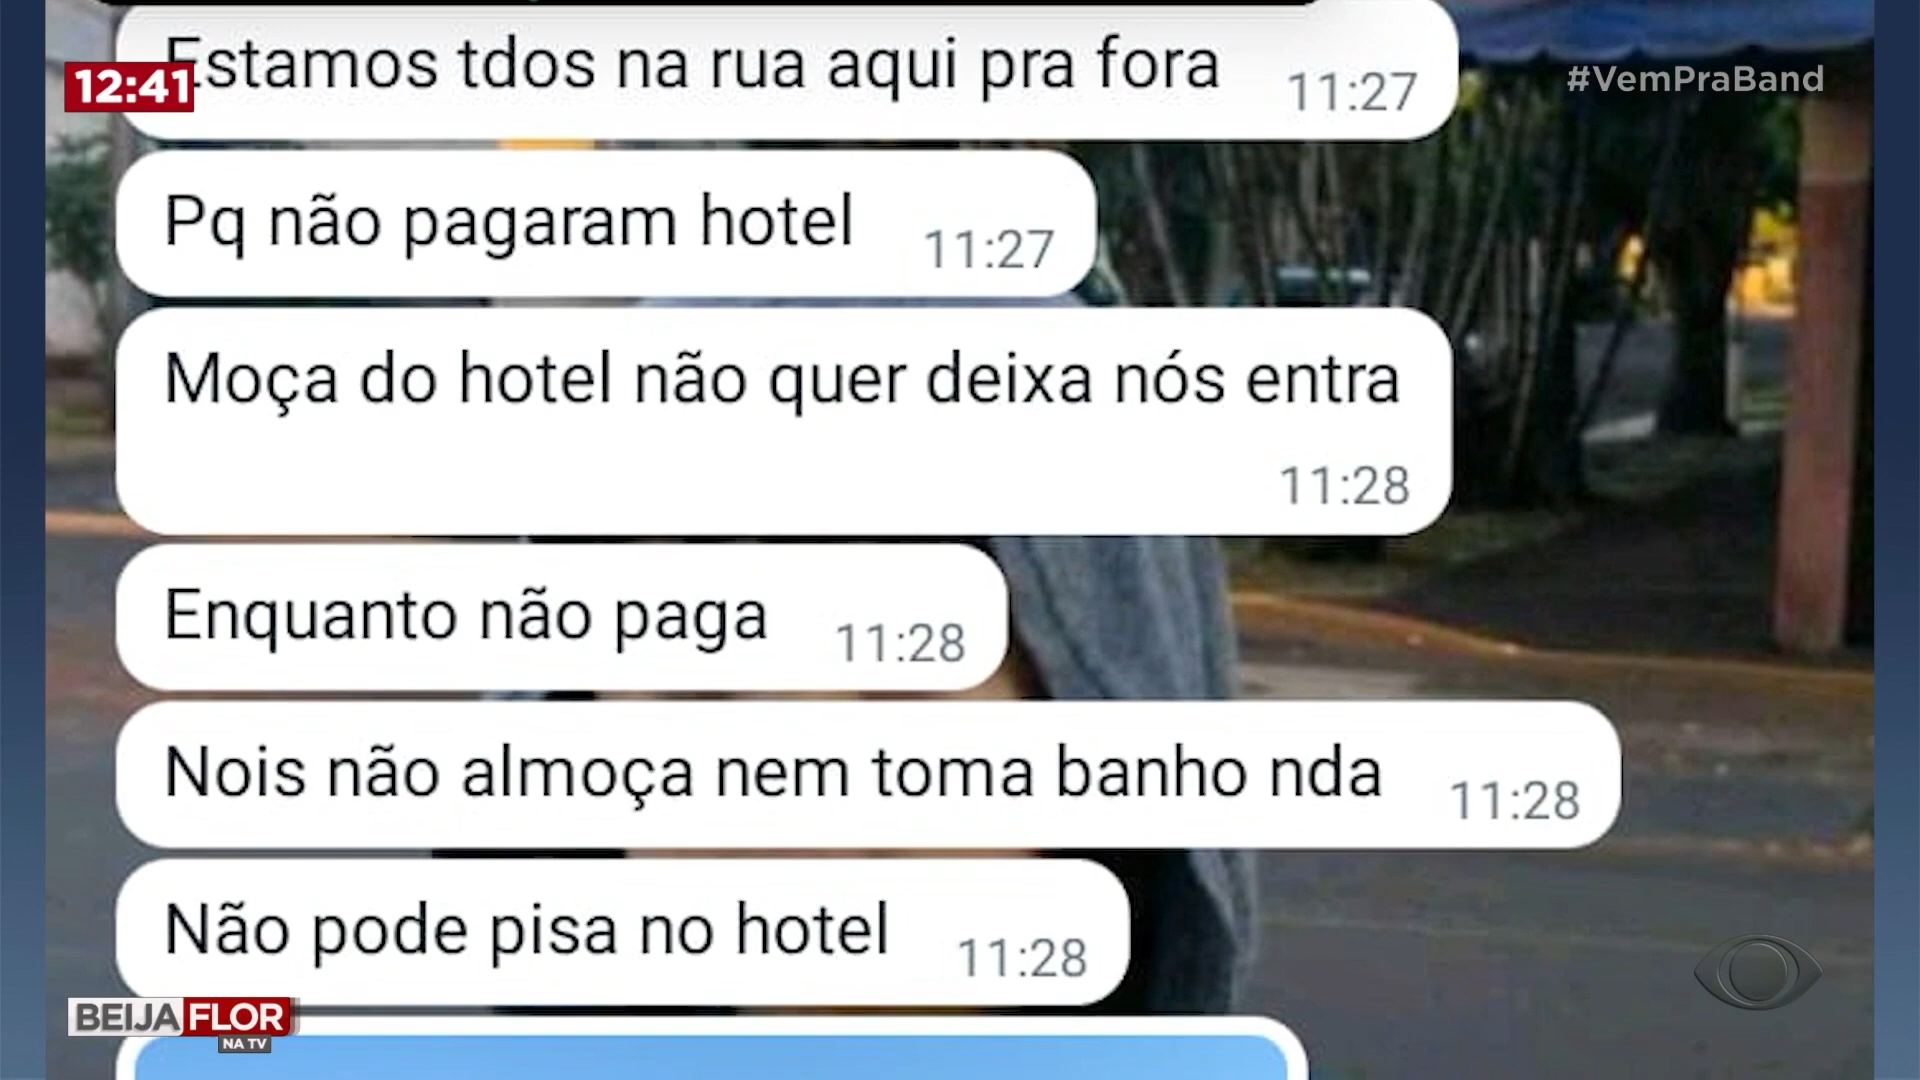 Estamos tdos na rua aqui pra fora 11:27
12:41
#VemPraBand
Pq não pagaram hotel 11:27
Moça do hotel não quer deixa nós entra
11:28
Enquanto não paga 11:28
Nois não almoça nem toma banho nda 11:28
Não pode pisa no hotel 11:28
BEIJA FLOR
NA TV